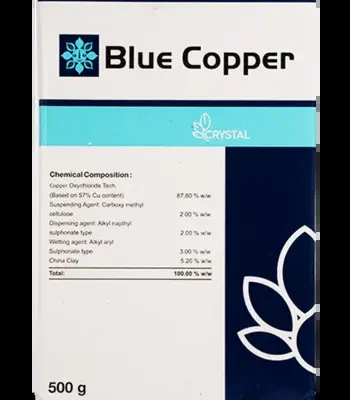 Blue Copper
CRYSTAL
Chemical Composition :
Copper Oxychloride Tech.
(Based on 57% Cu content) 87.80 % w/w
Suspending Agent: Carboxy methyl
cellulose 2.00 % w/w
Dispersing agent: Alkyl napthyl
sulphonate type 2.00 % w/w
Wetting agent: Alkyl aryl
Sulphonate type 3.00 % w/w
China Clay 5.20 % w/w
Total: 100.00 % w/w
500 g